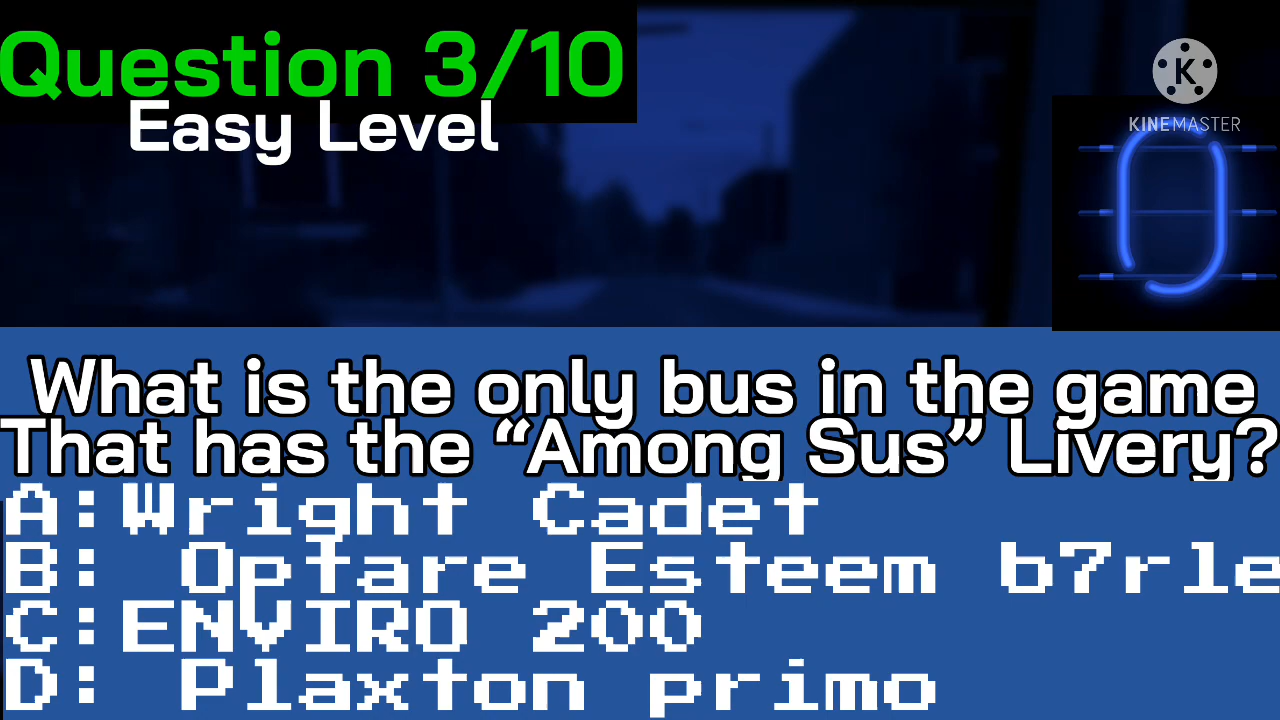 Question 3/10
Easy Level
K
KINEMASTER
0
What is the only bus in the game
That has the “Among Sus” Livery?
A:Wright Cadet
B: Optare Esteem b7rle
C:ENVIRO 200
D: Plaxton primo